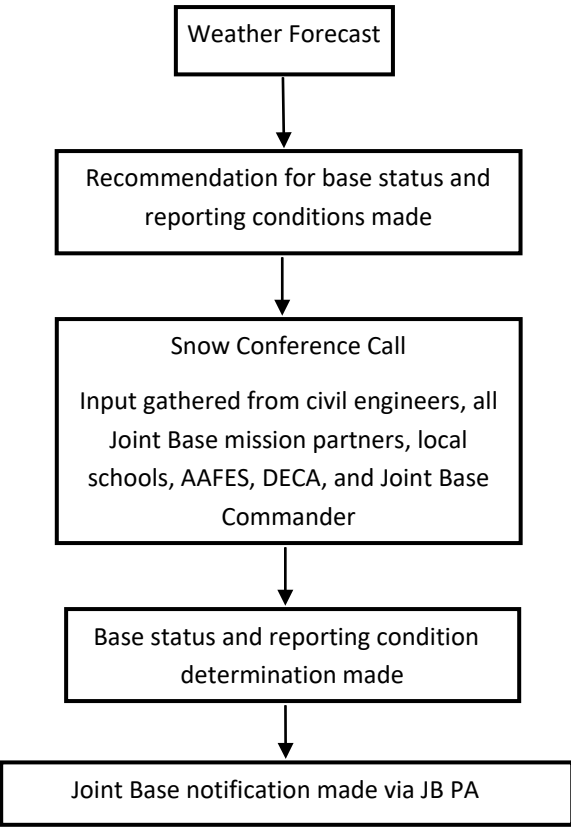 Weather Forecast
Recommendation for base status and
reporting conditions made
Snow Conference Call
Input gathered from civil engineers, all
Joint Base mission partners, local
schools, AAFES, DECA, and Joint Base
Commander
Base status and reporting condition
determination made
Joint Base notification made via JB PA